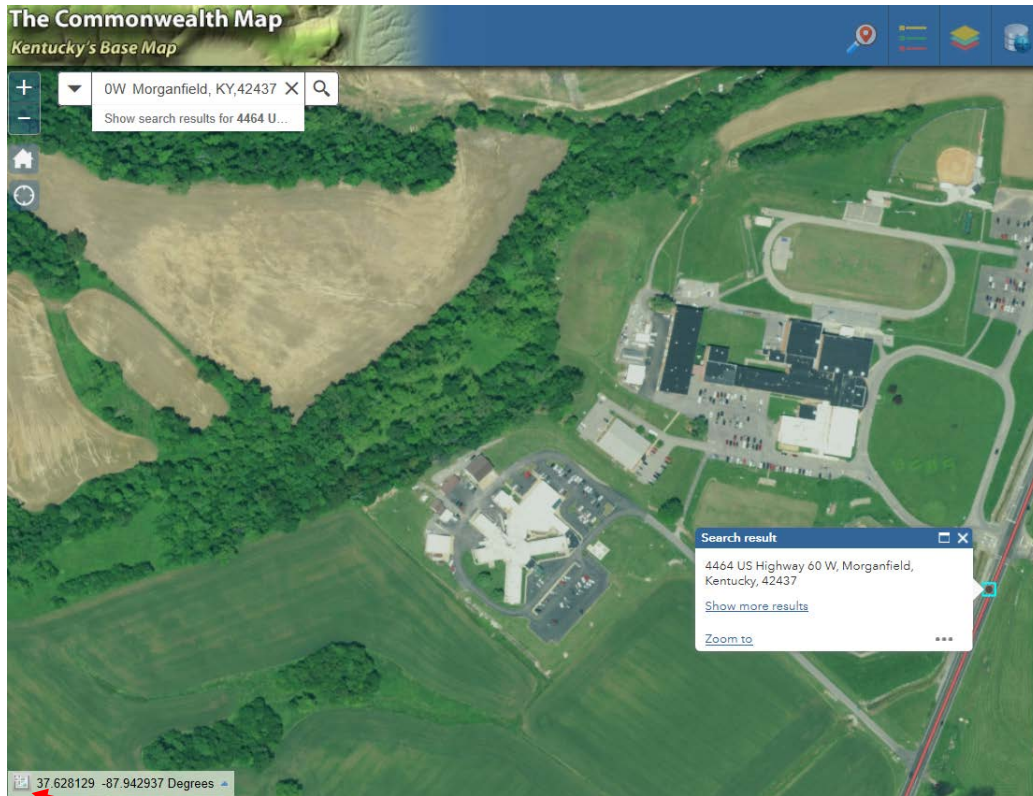 The Commonwealth Map
Kentucky's Base Map
0W Morganfield, KY,42437
Show search results for 4464 U...
Search result
4464 US Highway 60 W, Morganfield,
Kentucky, 42437
Show more results
Zoom to
UCHS
37.628129 -87.942937 Degrees